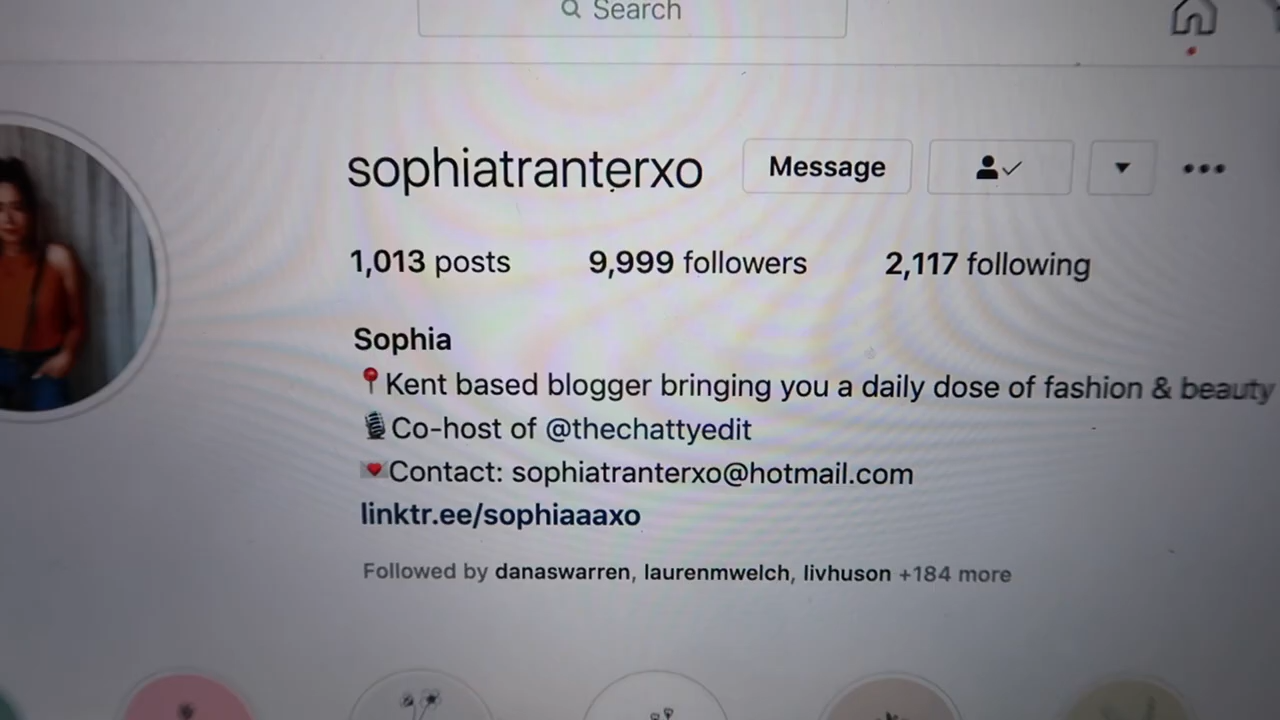 Search
sophiatranterxo Message
1,013 posts 9,999 followers 2,117 following
Sophia
📍Kent based blogger bringing you a daily dose of fashion & beauty
🎙Co-host of @thechattyedit
💌Contact: sophiatranterxo@hotmail.com
linktr.ee/sophiaaaxo
Followed by danaswarren, laurenmwelch, livhuson +184 more